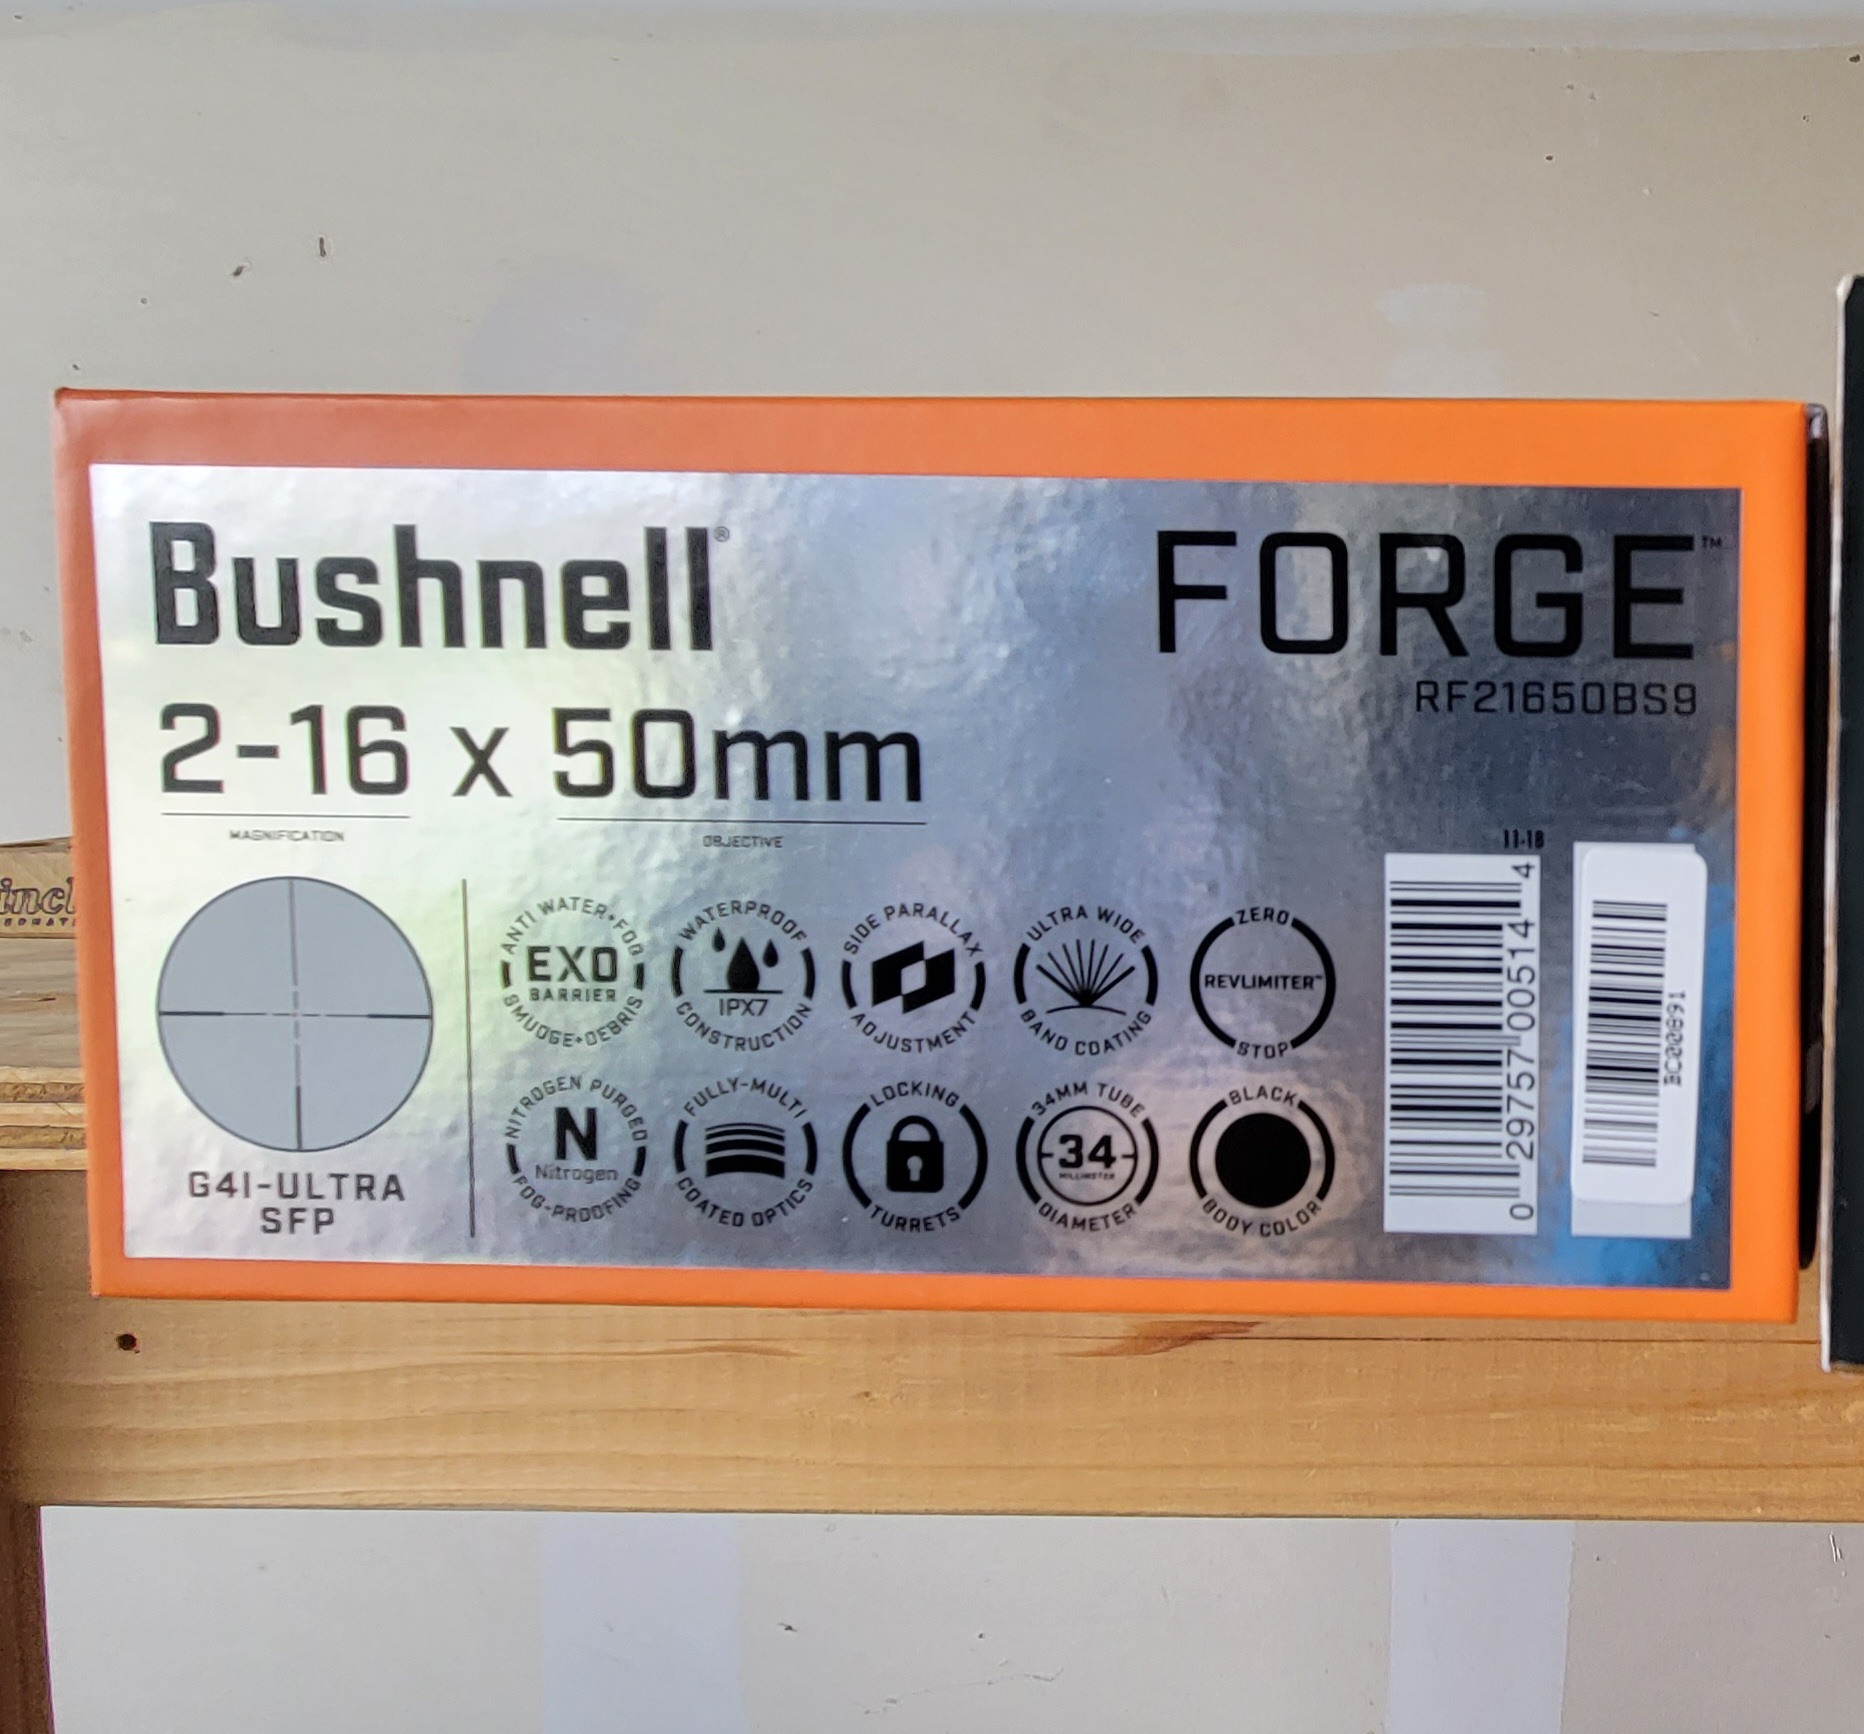 Bushnell®
FORGE™
RF21650BS9
2-16 x 50mm
MAGNIFICATION
OBJECTIVE
G4I-ULTRA
SFP
ANTI WATER+FOG
EXO
BARRIER
SMUDGE+DEBRIS
WATERPROOF
IPX7
CONSTRUCTION
SIDE PARALLAX
ADJUSTMENT
ULTRA WIDE
BAND COATING
ZERO
REVLIMITER™
STOP
NITROGEN PURGED
N
Nitrogen
FOG-PROOFING
FULLY-MULTI
COATED OPTICS
LOCKING
TURRETS
34MM TUBE
34
MILLIMETER
DIAMETER
BLACK
BODY COLOR
11-18
0 29757 00514 4
BC00891